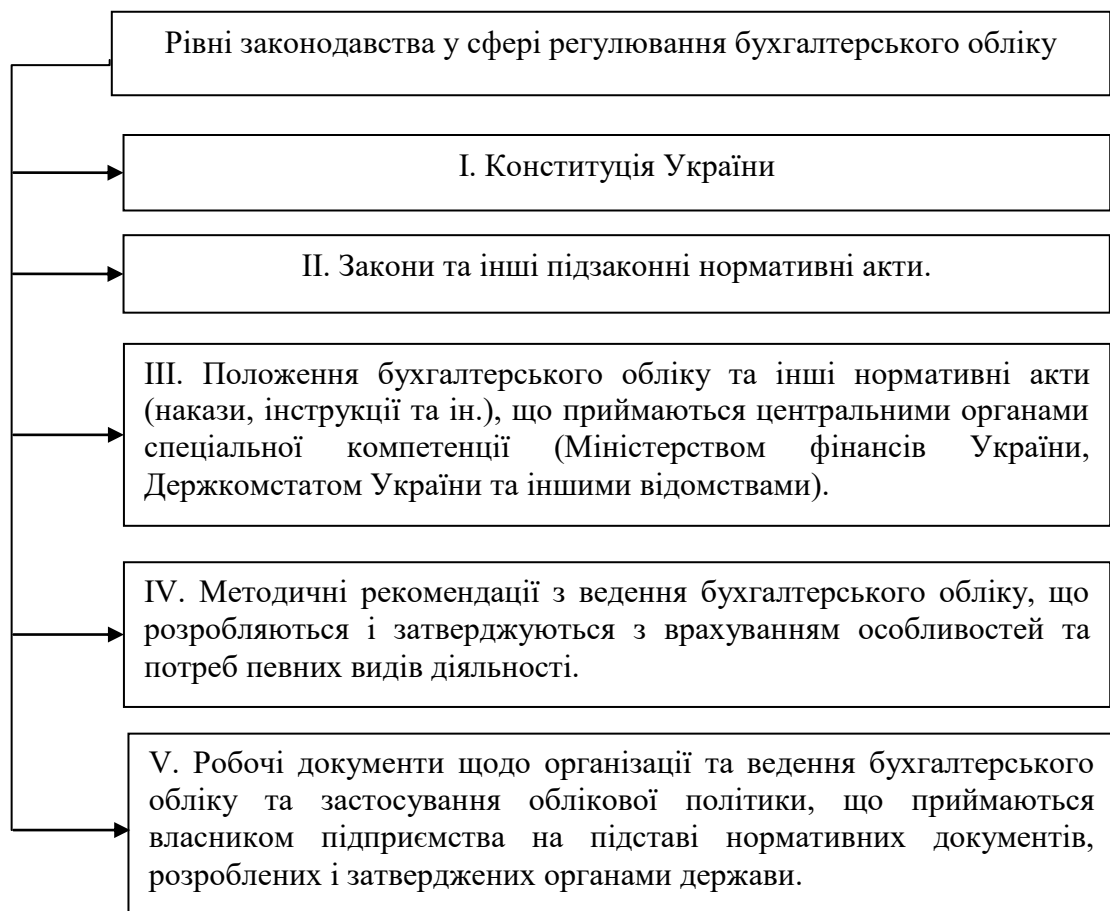 Рівні законодавства у сфері регулювання бухгалтерського обліку
І. Конституція України
ІІ. Закони та інші підзаконні нормативні акти.
ІІІ. Положення бухгалтерського обліку та інші нормативні акти
(накази, інструкції та ін.), що приймаються центральними органами
спеціальної компетенції (Міністерством фінансів України,
Держкомстатом України та іншими відомствами).
IV. Методичні рекомендації з ведення бухгалтерського обліку, що
розробляються і затверджуються з врахуванням особливостей та
потреб певних видів діяльності.
V. Робочі документи щодо організації та ведення бухгалтерського
обліку та застосування облікової політики, що приймаються
власником підприємства на підставі нормативних документів,
розроблених і затверджених органами держави.